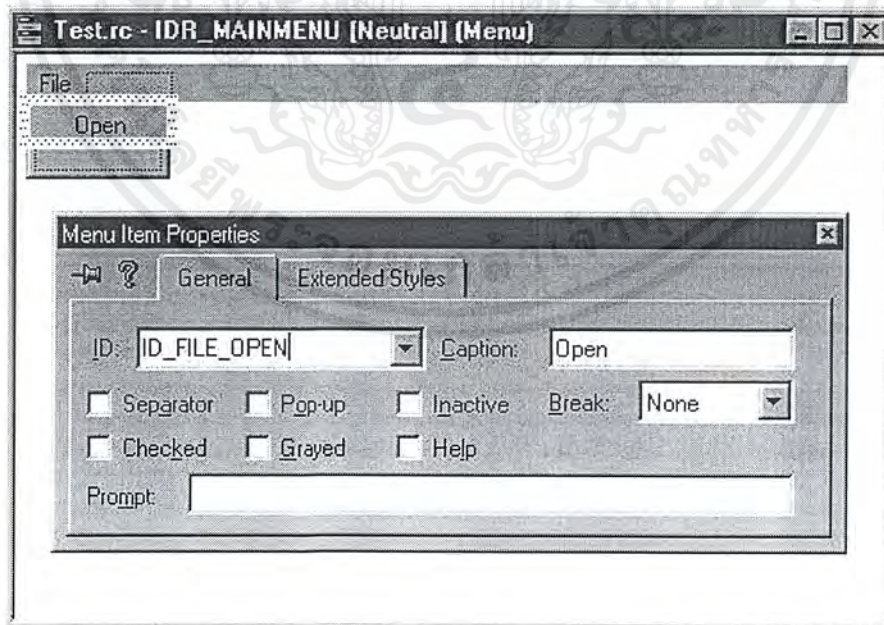 Test.rc - IDR_MAINMENU [Neutral] (Menu)
File
Open
Menu Item Properties
General Extended Styles
ID: ID_FILE_OPEN Caption: Open
Separator Pop-up Inactive Break: None
Checked Grayed Help
Prompt: